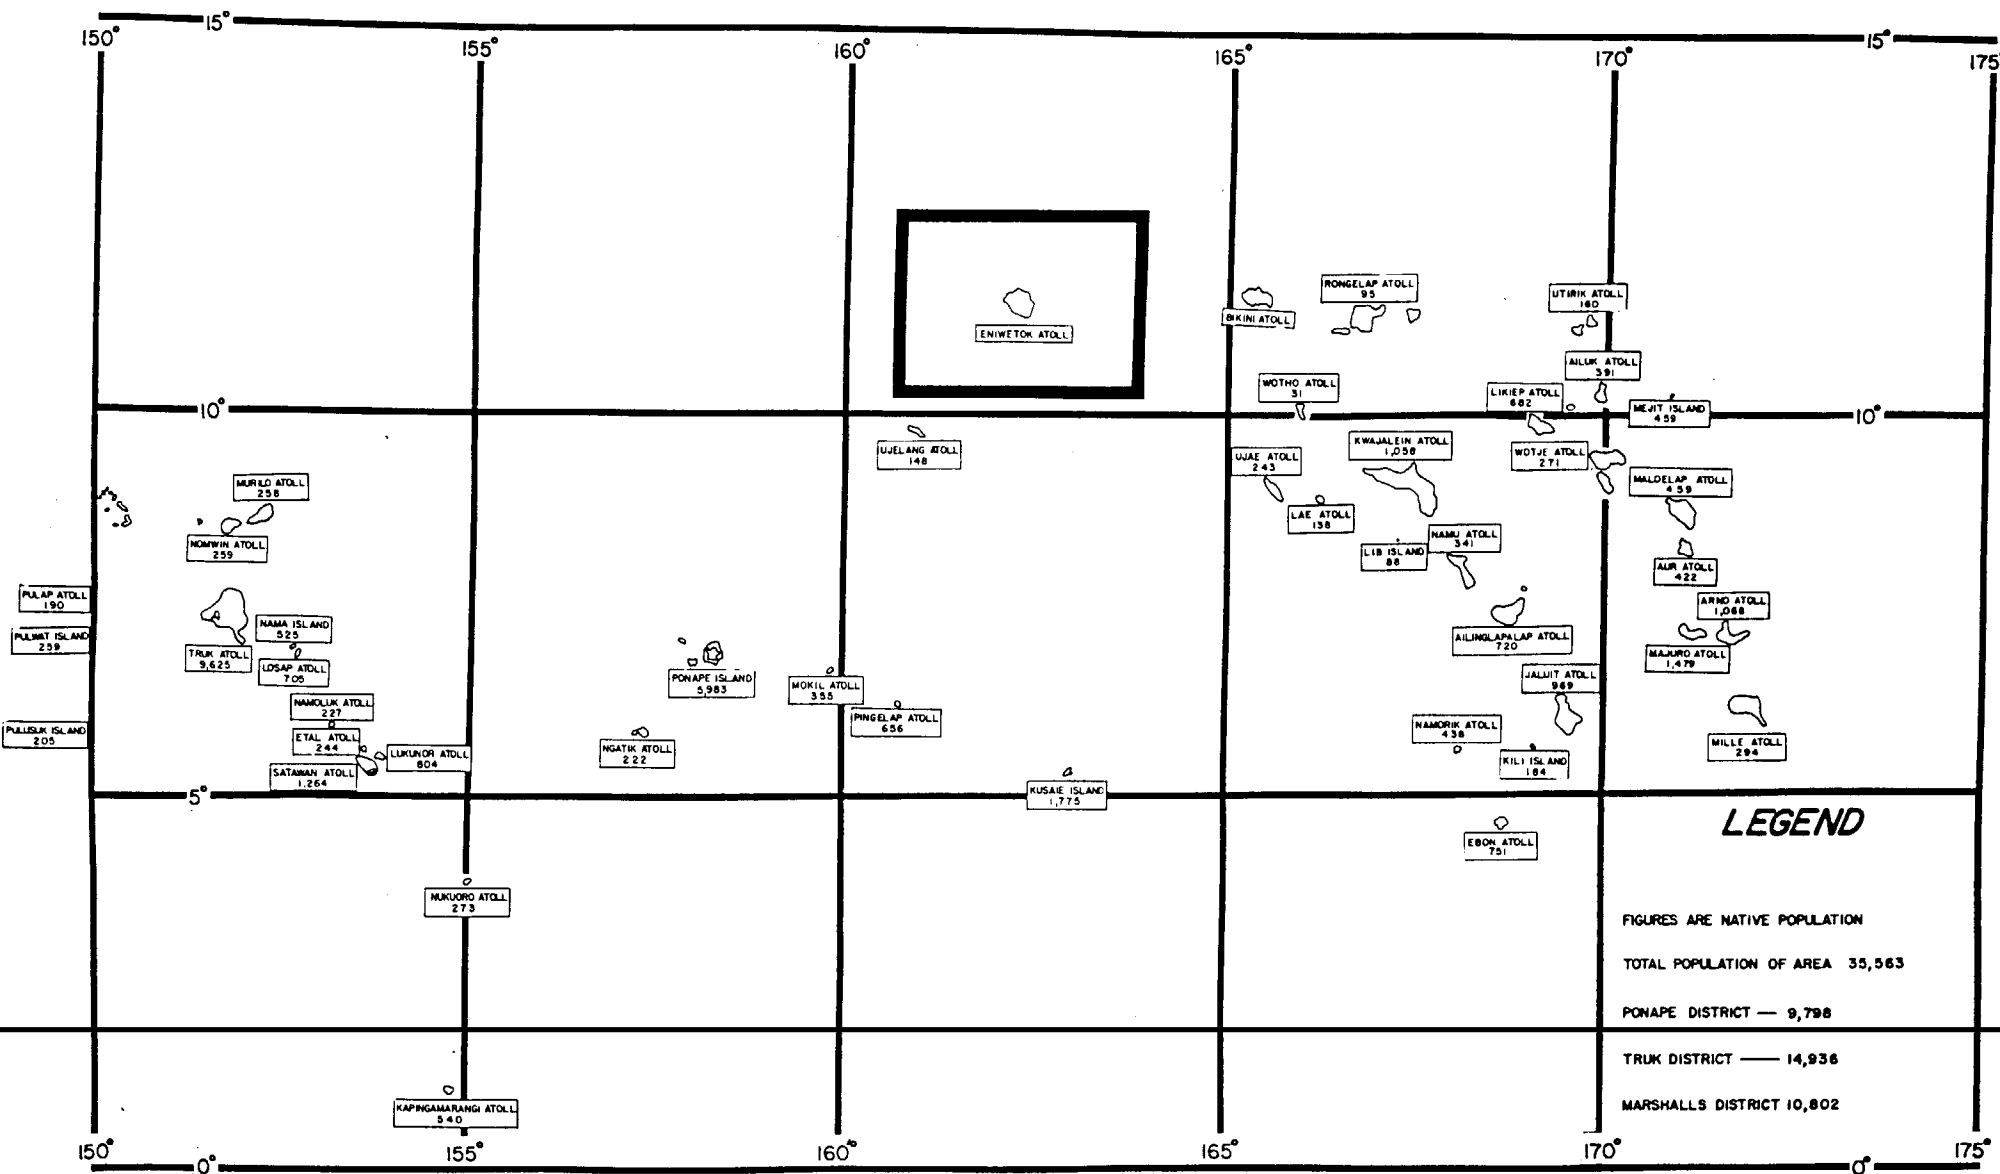 15°
15°
150°
155°
160°
165°
170°
175
ENIWETOK ATOLL
BIKINI ATOLL
RONGELAP ATOLL
95
UTIRIK ATOLL
160
AILUK ATOLL
391
WOTHO ATOLL
31
LIKIEP ATOLL
682
MEJIT ISLAND
459
10°
10°
UJELANG ATOLL
148
UJAE ATOLL
243
KWAJALEIN ATOLL
1,058
WOTJE ATOLL
271
MALOELAP ATOLL
459
MURILO ATOLL
258
NOMWIN ATOLL
259
LAE ATOLL
138
LIB ISLAND
88
NAMU ATOLL
341
AUR ATOLL
422
PULAP ATOLL
190
PULWAT ISLAND
259
TRUK ATOLL
9,625
NAMA ISLAND
525
LOSAP ATOLL
705
ARNO ATOLL
1,068
MAJURO ATOLL
1,479
AILINGLAPALAP ATOLL
720
PONAPE ISLAND
5,983
MOKIL ATOLL
355
JALUIT ATOLL
969
NAMOLUK ATOLL
227
PINGELAP ATOLL
656
NAMORIK ATOLL
438
PULUSUK ISLAND
205
ETAL ATOLL
244
LUKUNOR ATOLL
804
NGATIK ATOLL
222
KILI ISLAND
184
MILLE ATOLL
294
SATAWAN ATOLL
1,264
KUSAIE ISLAND
1,775
5°
EBON ATOLL
751
NUKUORO ATOLL
273
KAPINGAMARANGI ATOLL
540
LEGEND
FIGURES ARE NATIVE POPULATION
TOTAL POPULATION OF AREA 35,563
PONAPE DISTRICT — 9,798
TRUK DISTRICT —— 14,936
MARSHALLS DISTRICT 10,802
150°
155°
160°
165°
170°
175°
0°
0°